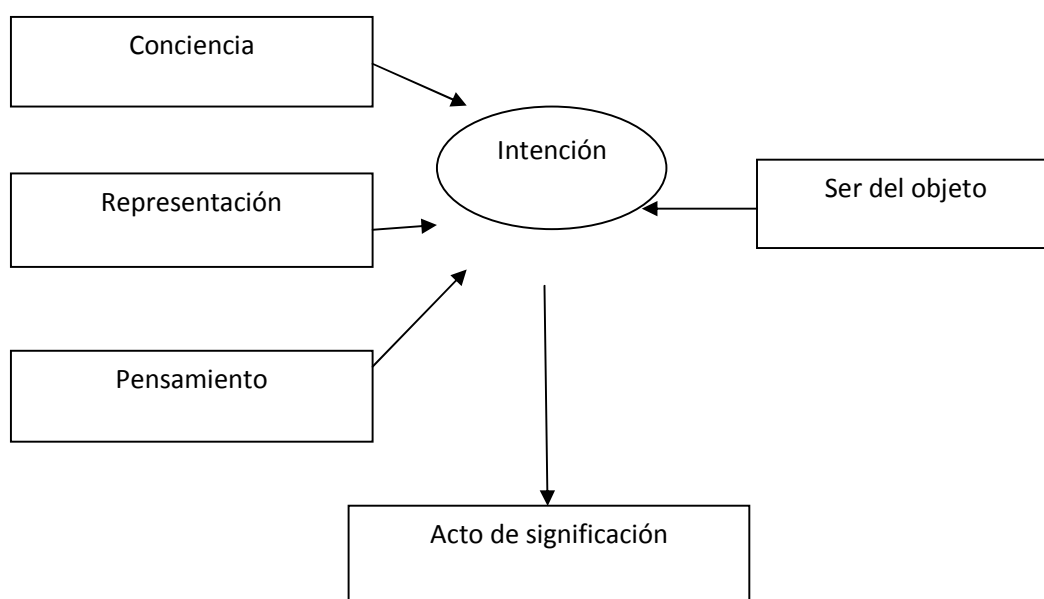 Conciencia
Intención
Representación
Ser del objeto
Pensamiento
Acto de significación